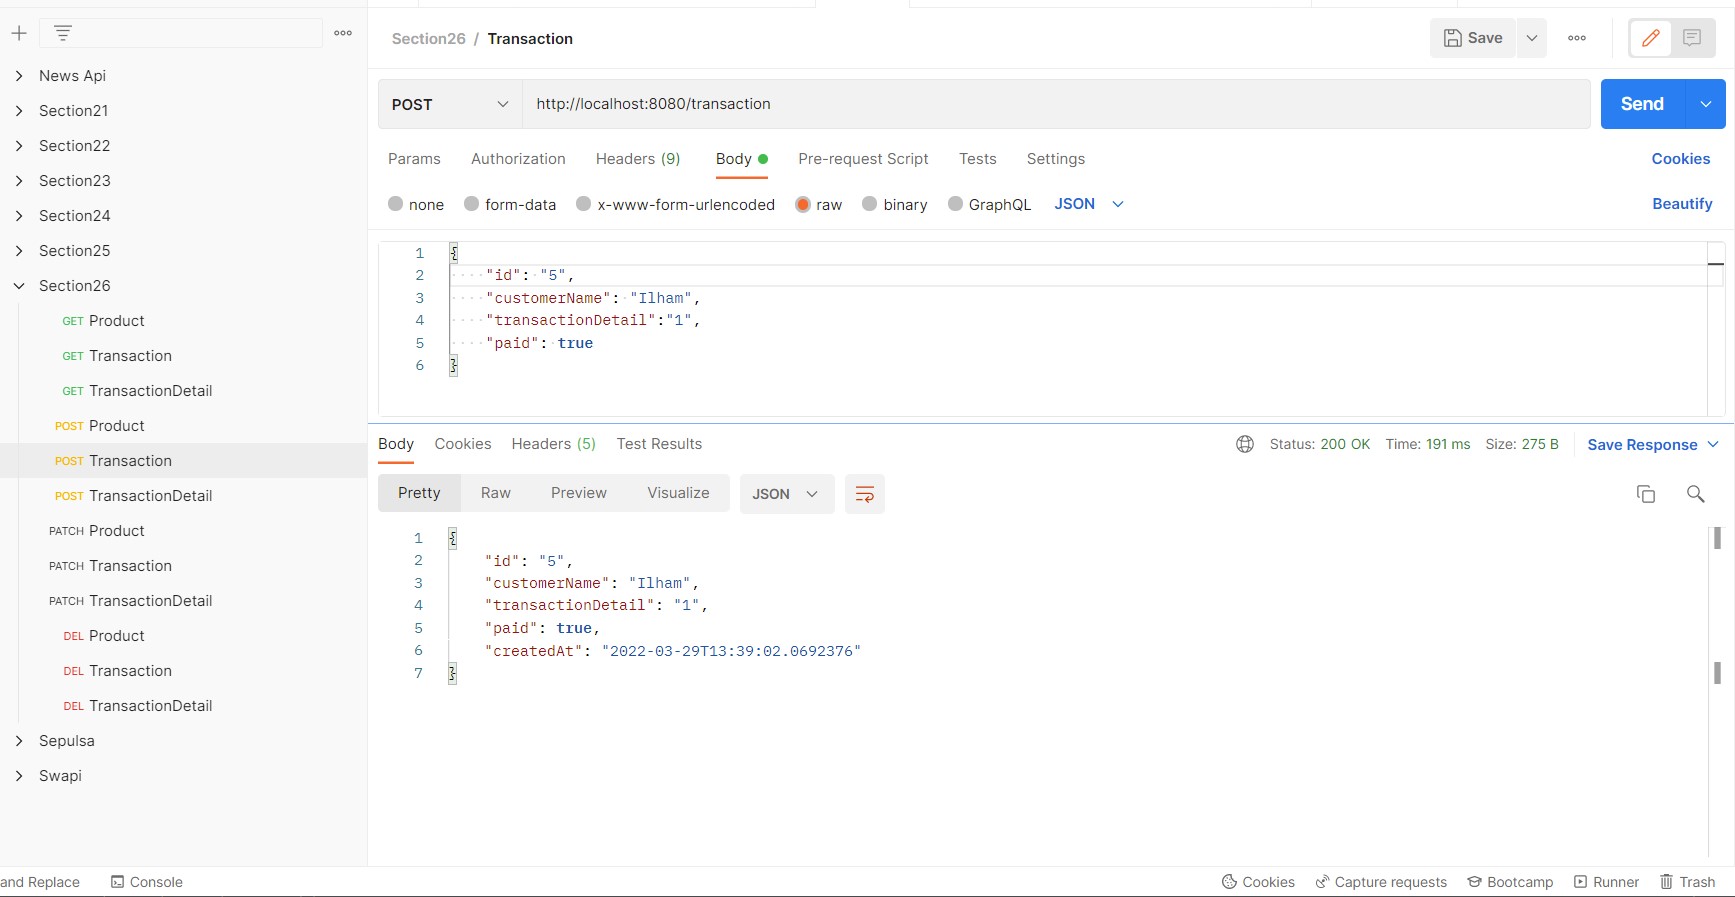 Section26 / Transaction
Save
News Api
Section21
Section22
Section23
Section24
Section25
Section26
GET Product
GET Transaction
GET TransactionDetail
POST Product
POST Transaction
POST TransactionDetail
PATCH Product
PATCH Transaction
PATCH TransactionDetail
DEL Product
DEL Transaction
DEL TransactionDetail
Sepulsa
Swapi
POST http://localhost:8080/transaction Send
Params Authorization Headers (9) Body Pre-request Script Tests Settings Cookies
none form-data x-www-form-urlencoded raw binary GraphQL JSON Beautify
1 {
2 ····"id":·"5",
3 ····"customerName":·"Ilham",
4 ····"transactionDetail":"1",
5 ····"paid":·true
6 }
Body Cookies Headers (5) Test Results Status: 200 OK Time: 191 ms Size: 275 B Save Response
Pretty Raw Preview Visualize JSON
1 {
2 "id": "5",
3 "customerName": "Ilham",
4 "transactionDetail": "1",
5 "paid": true,
6 "createdAt": "2022-03-29T13:39:02.0692376"
7 }
and Replace Console Cookies Capture requests Bootcamp Runner Trash